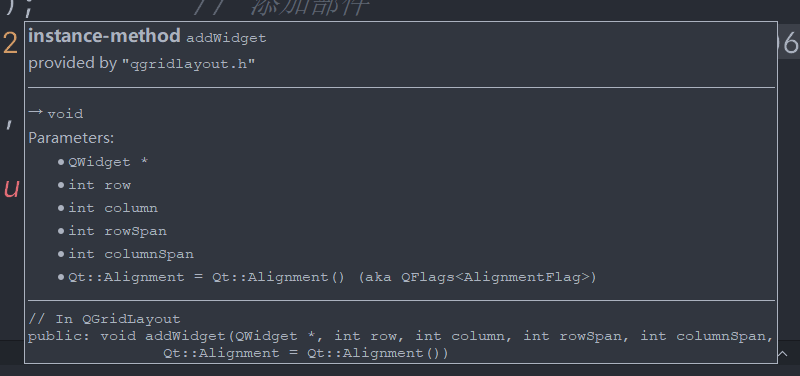 ); // 添加部件
2
06
instance-method addWidget
provided by "qgridlayout.h"
→ void
,
Parameters:
● QWidget *
● int row
u
● int column
● int rowSpan
● int columnSpan
● Qt::Alignment = Qt::Alignment() (aka QFlags<AlignmentFlag>)
// In QGridLayout
public: void addWidget(QWidget *, int row, int column, int rowSpan, int columnSpan,
Qt::Alignment = Qt::Alignment())